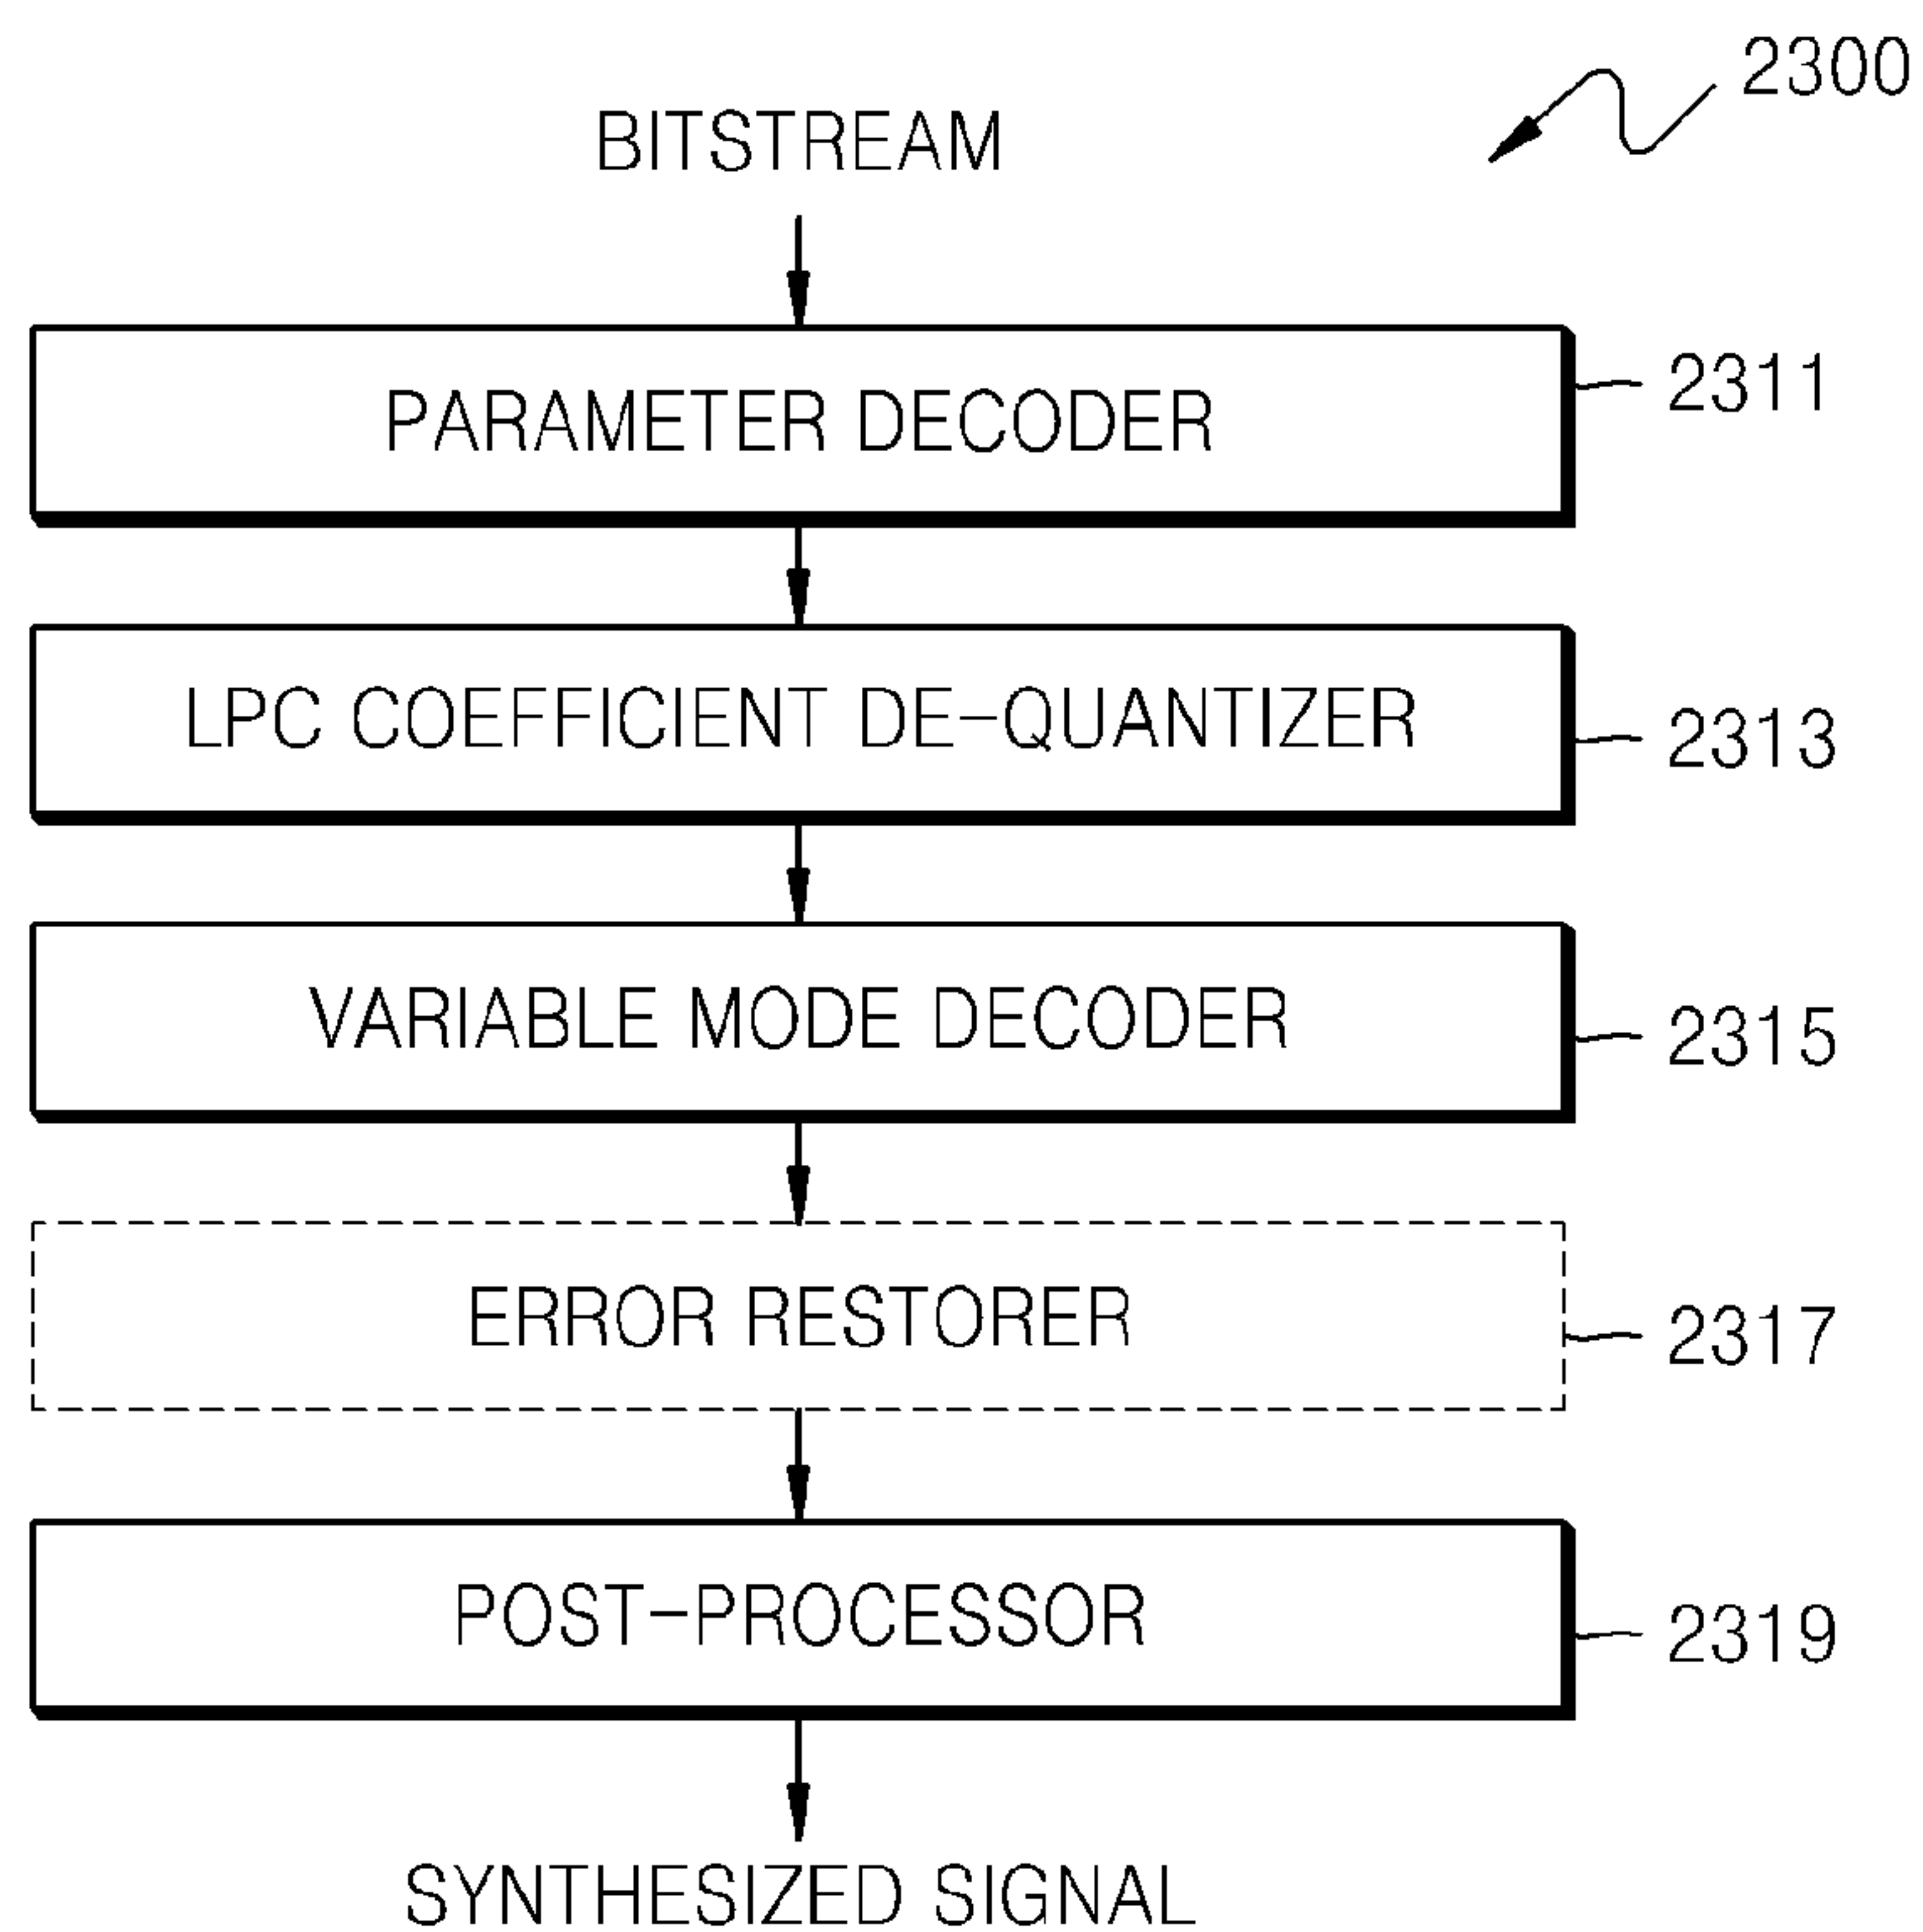 2300
BITSTREAM
PARAMETER DECODER
2311
LPC COEFFICIENT DE-QUANTIZER
2313
VARIABLE MODE DECODER
2315
ERROR RESTORER
2317
POST-PROCESSOR
2319
SYNTHESIZED SIGNAL